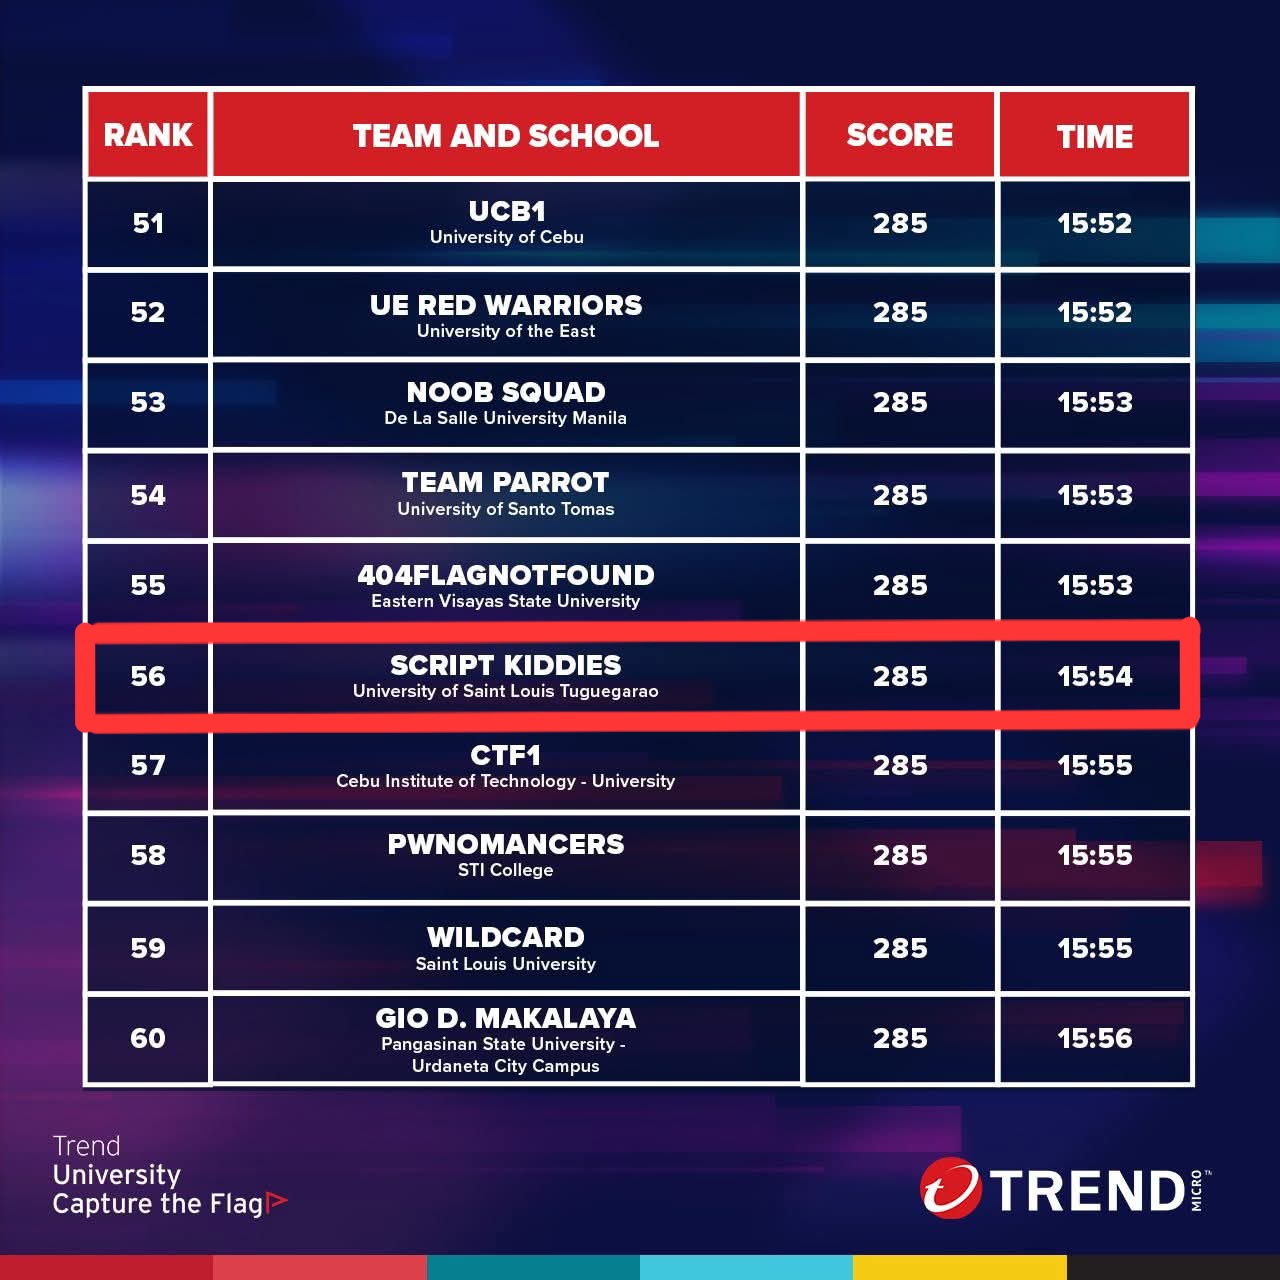 RANK TEAM AND SCHOOL SCORE TIME
51 UCB1 285 15:52
University of Cebu
52 UE RED WARRIORS 285 15:52
University of the East
53 NOOB SQUAD 285 15:53
De La Salle University Manila
54 TEAM PARROT 285 15:53
University of Santo Tomas
55 404FLAGNOTFOUND 285 15:53
Eastern Visayas State University
56 SCRIPT KIDDIES 285 15:54
University of Saint Louis Tuguegarao
57 CTF1 285 15:55
Cebu Institute of Technology - University
58 PWNOMANCERS 285 15:55
STI College
59 WILDCARD 285 15:55
Saint Louis University
60 GIO D. MAKALAYA 285 15:56
Pangasinan State University -
Urdaneta City Campus
Trend
University
Capture the Flag
TREND MICRO™